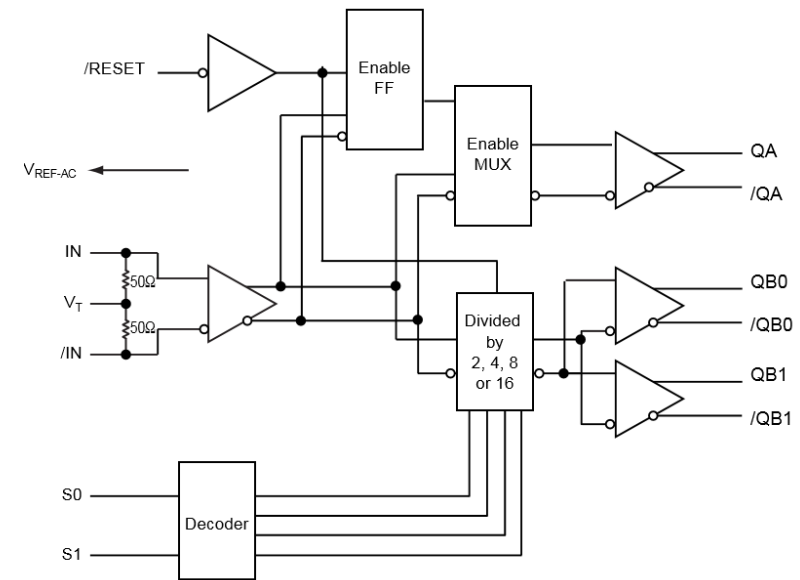 /RESET
Enable
FF
Enable
MUX
QA
/QA
VREF-AC
IN
50Ω
VT
50Ω
/IN
Divided
by
2, 4, 8
or 16
QB0
/QB0
QB1
/QB1
S0
Decoder
S1